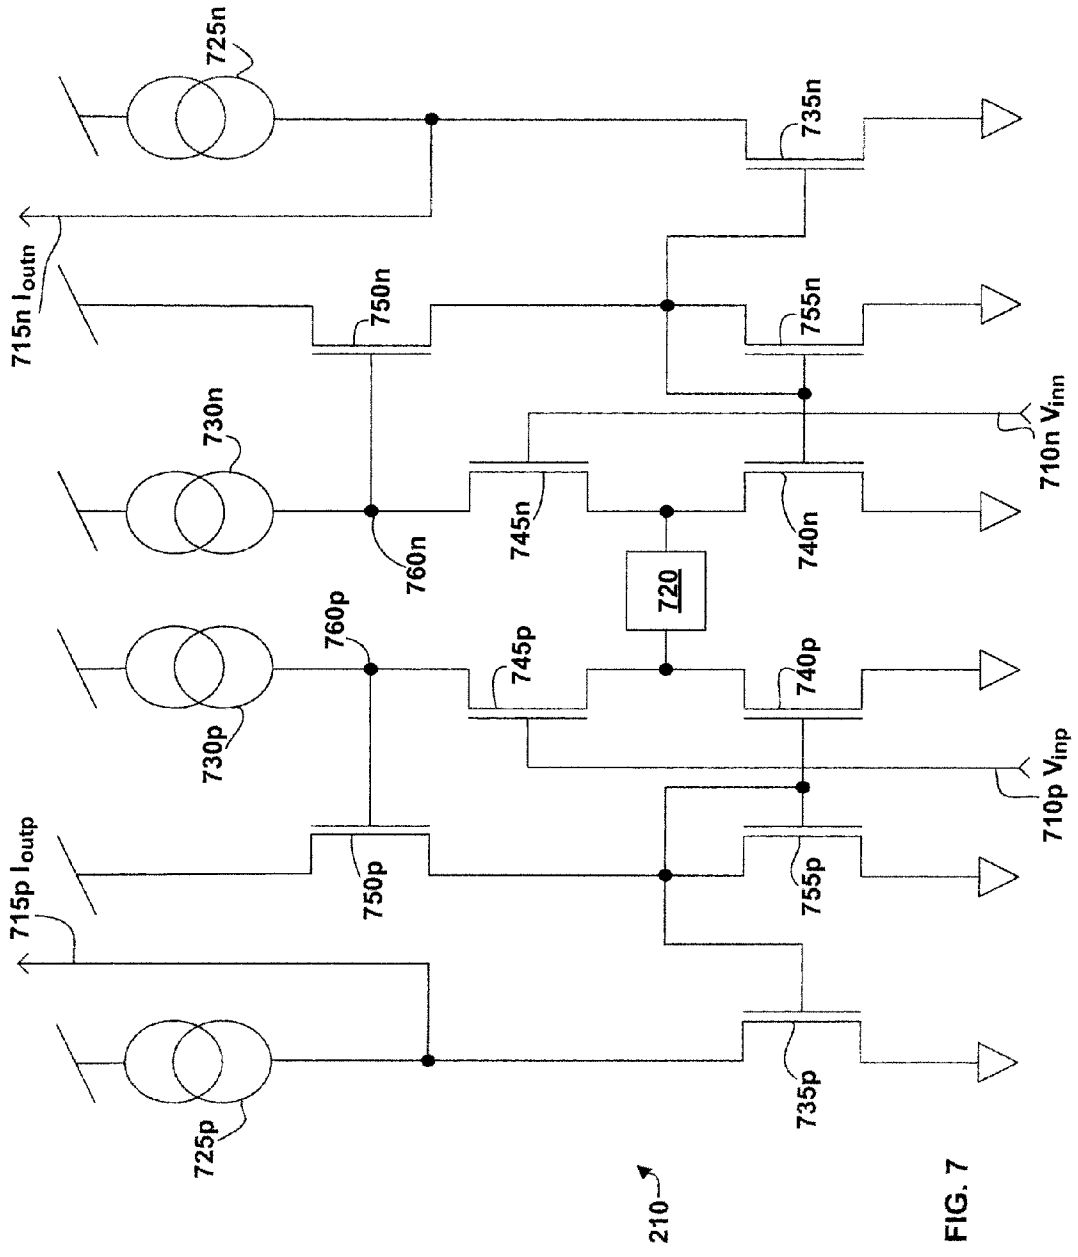 715p I_outp
715n I_outn
725p
730p
730n
725n
750p
760p
760n
750n
745p
745n
720
735p
755p
740p
740n
755n
735n
710p V_inp
710n V_inn
210
FIG. 7